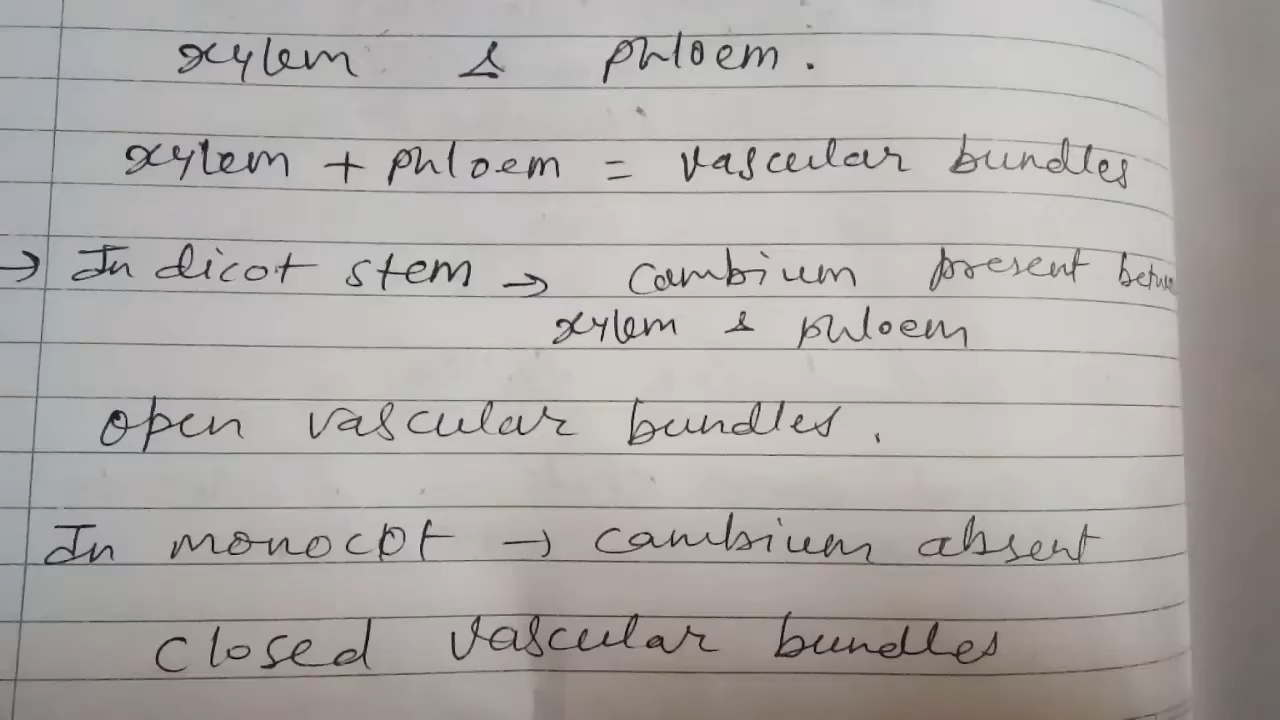 xylem & phloem.
xylem + phloem = vascular bundles
→ In dicot stem → Cambium present
xylem & phloem
open vascular bundles.
In monocot → cambium absent
closed vascular bundles